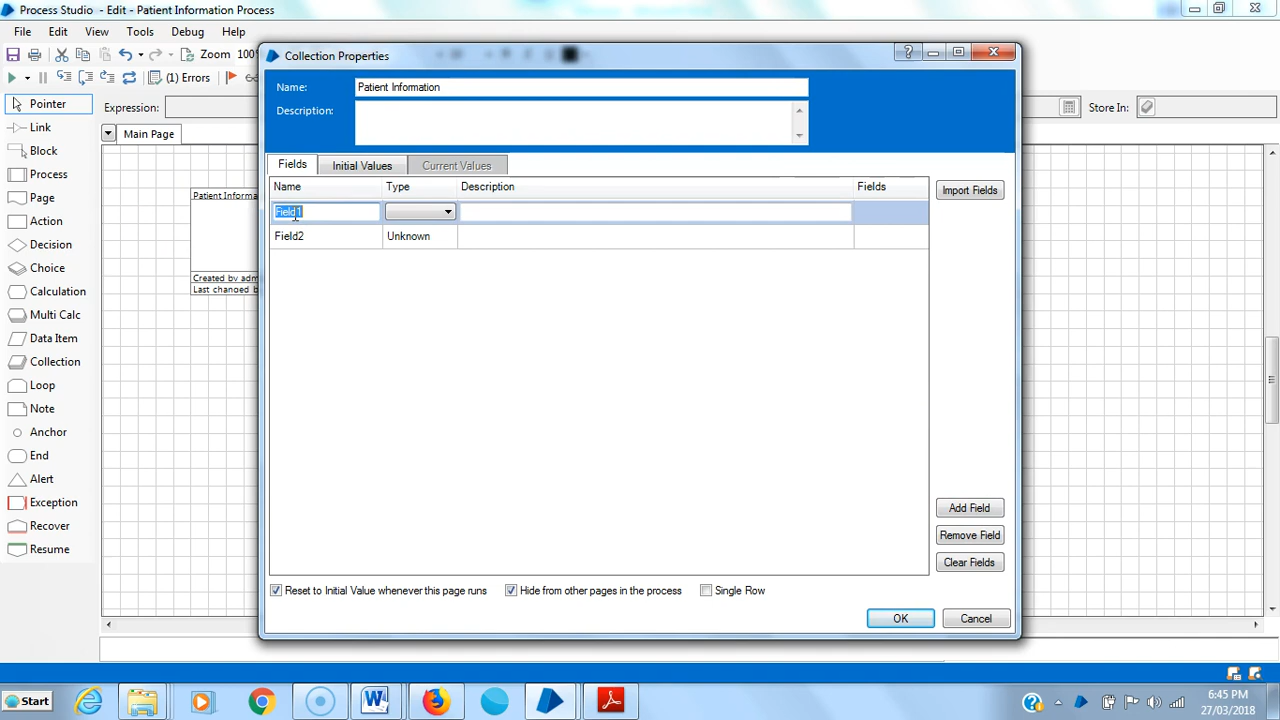 Process Studio - Edit - Patient Information Process
File Edit View Tools Debug Help
Zoom 100%
(1) Errors
Expression:
Store In:
Pointer
Link
Block
Process
Page
Action
Decision
Choice
Calculation
Multi Calc
Data Item
Collection
Loop
Note
Anchor
End
Alert
Exception
Recover
Resume
Main Page
Patient Informa
Created by adm
Last changed b
Collection Properties
Name: Patient Information
Description:
Fields Initial Values Current Values
Name Type Description Fields
Field1
Field2 Unknown
Import Fields
Add Field
Remove Field
Clear Fields
Reset to Initial Value whenever this page runs Hide from other pages in the process Single Row
OK Cancel
Start
6:45 PM
27/03/2018